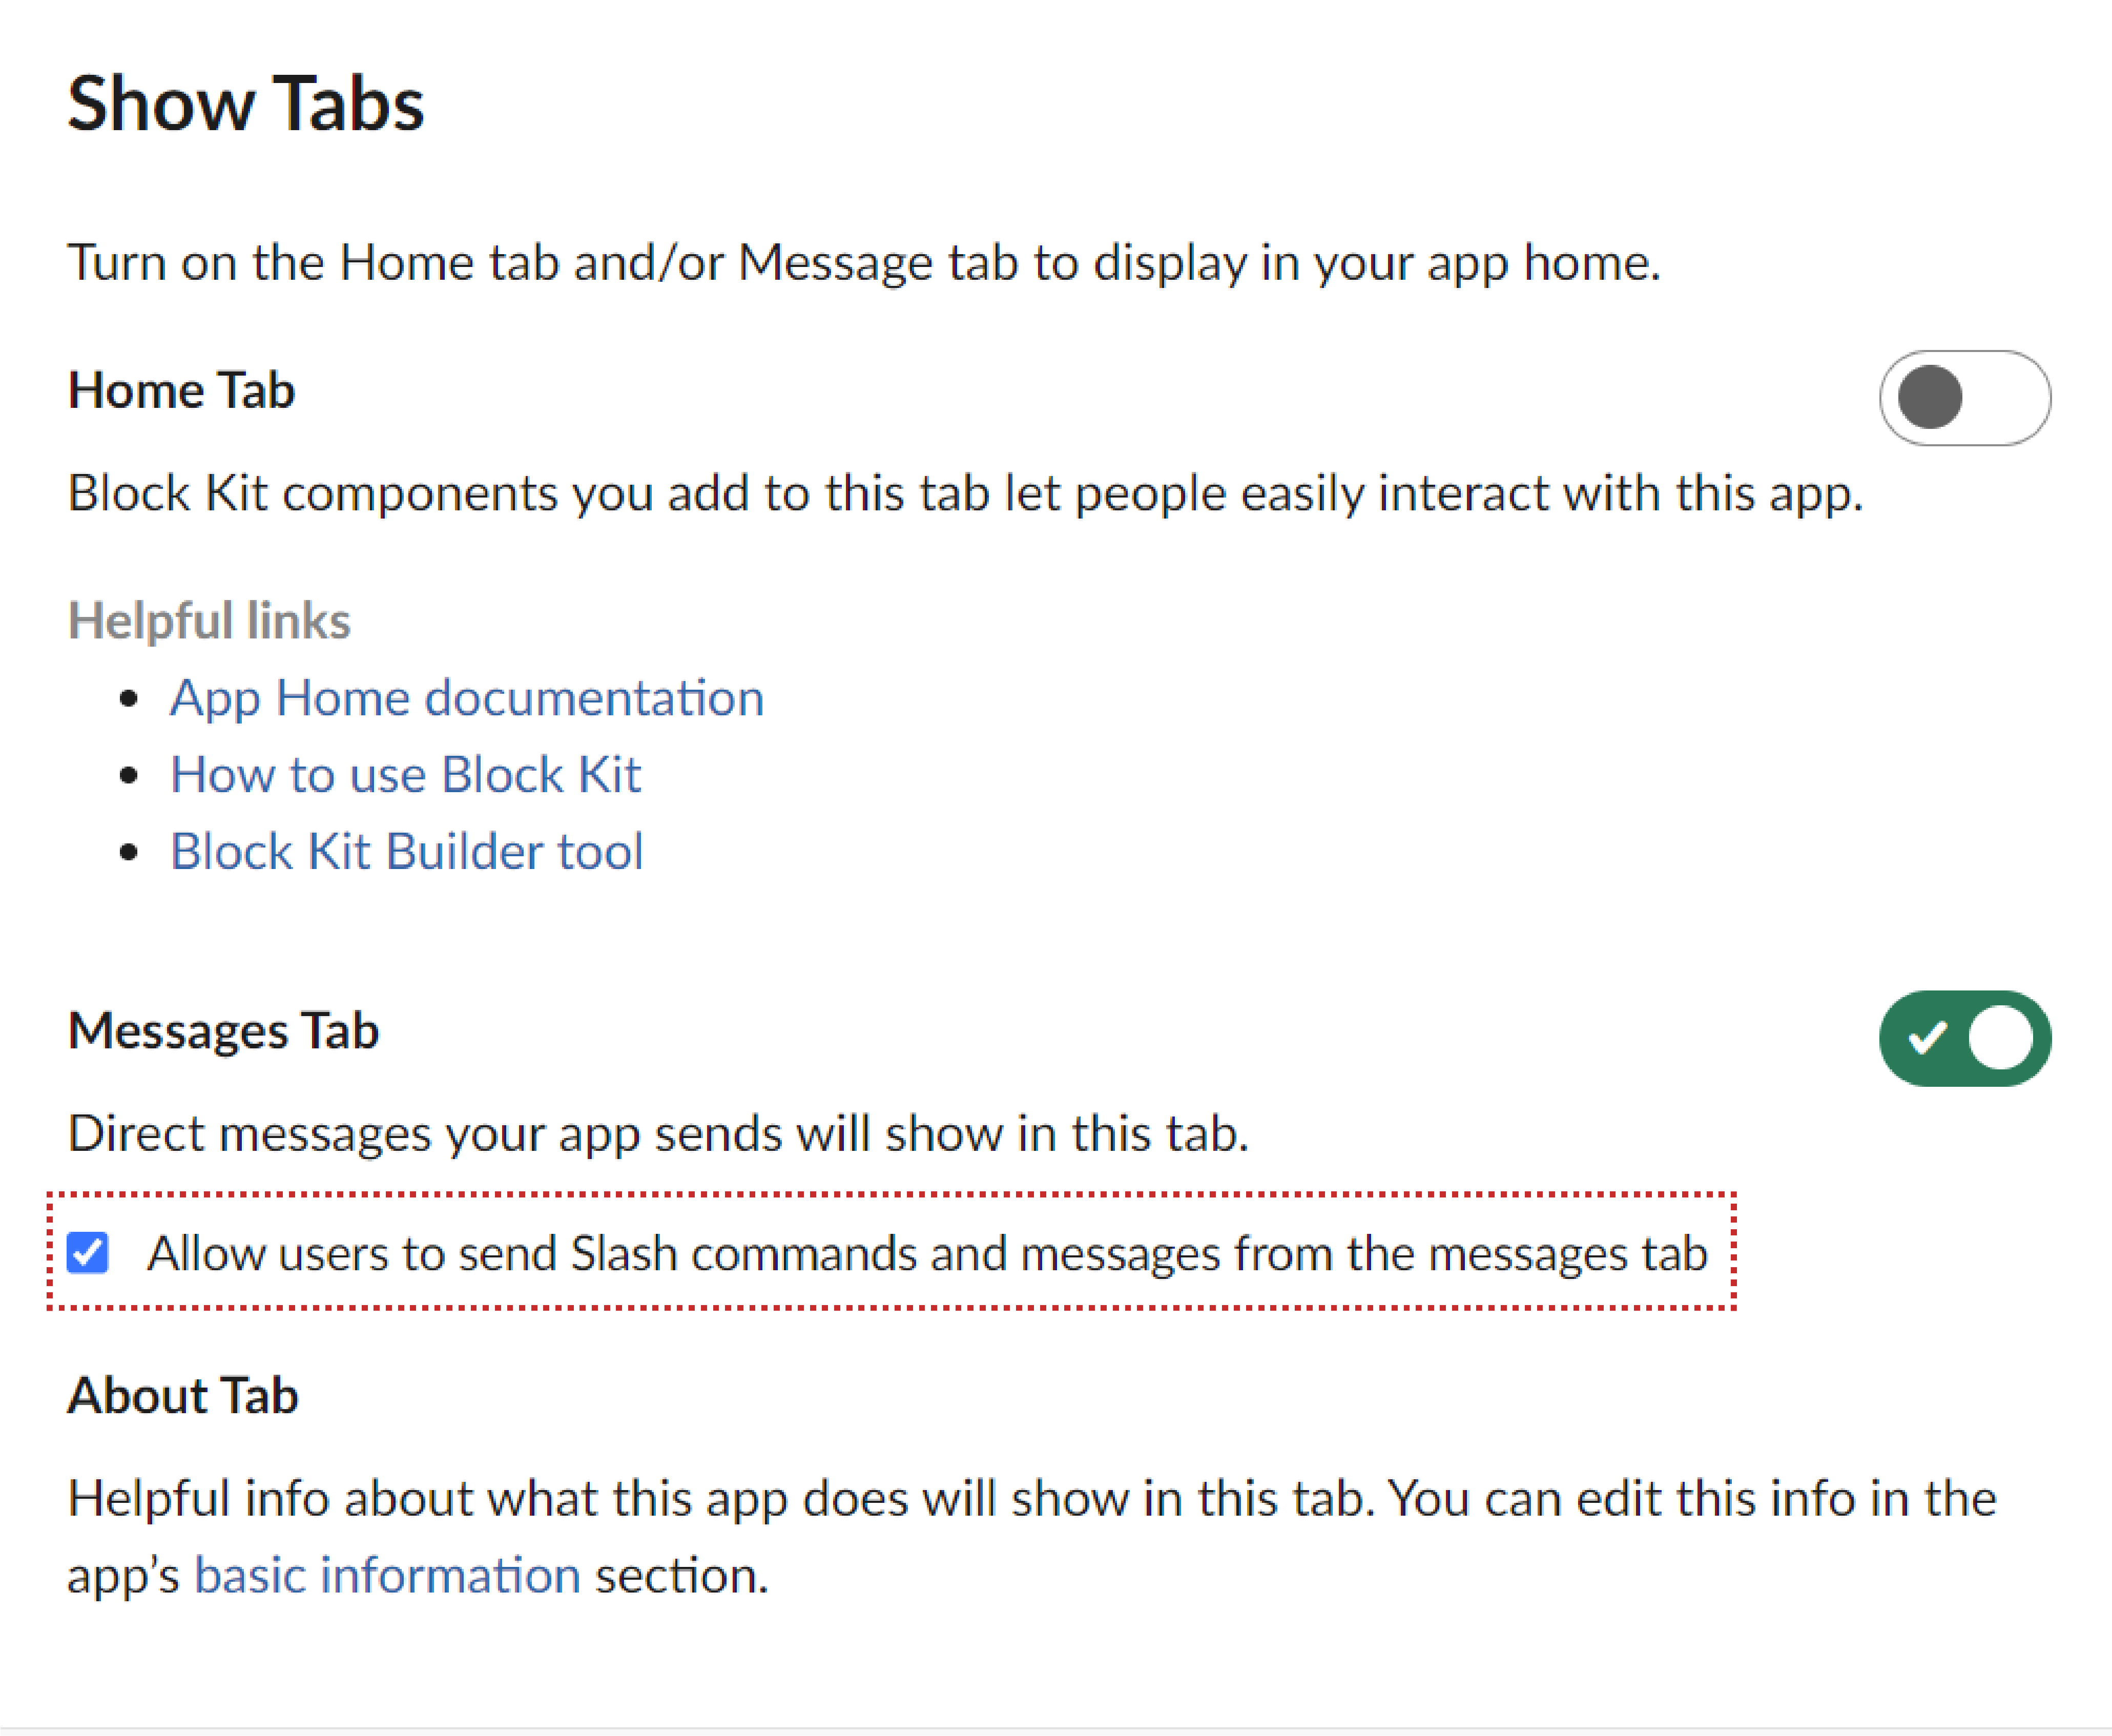 Show Tabs
Turn on the Home tab and/or Message tab to display in your app home.
Home Tab
Block Kit components you add to this tab let people easily interact with this app.
Helpful links
App Home documentation
How to use Block Kit
Block Kit Builder tool
Messages Tab
Direct messages your app sends will show in this tab.
Allow users to send Slash commands and messages from the messages tab
About Tab
Helpful info about what this app does will show in this tab. You can edit this info in the
app's basic information section.